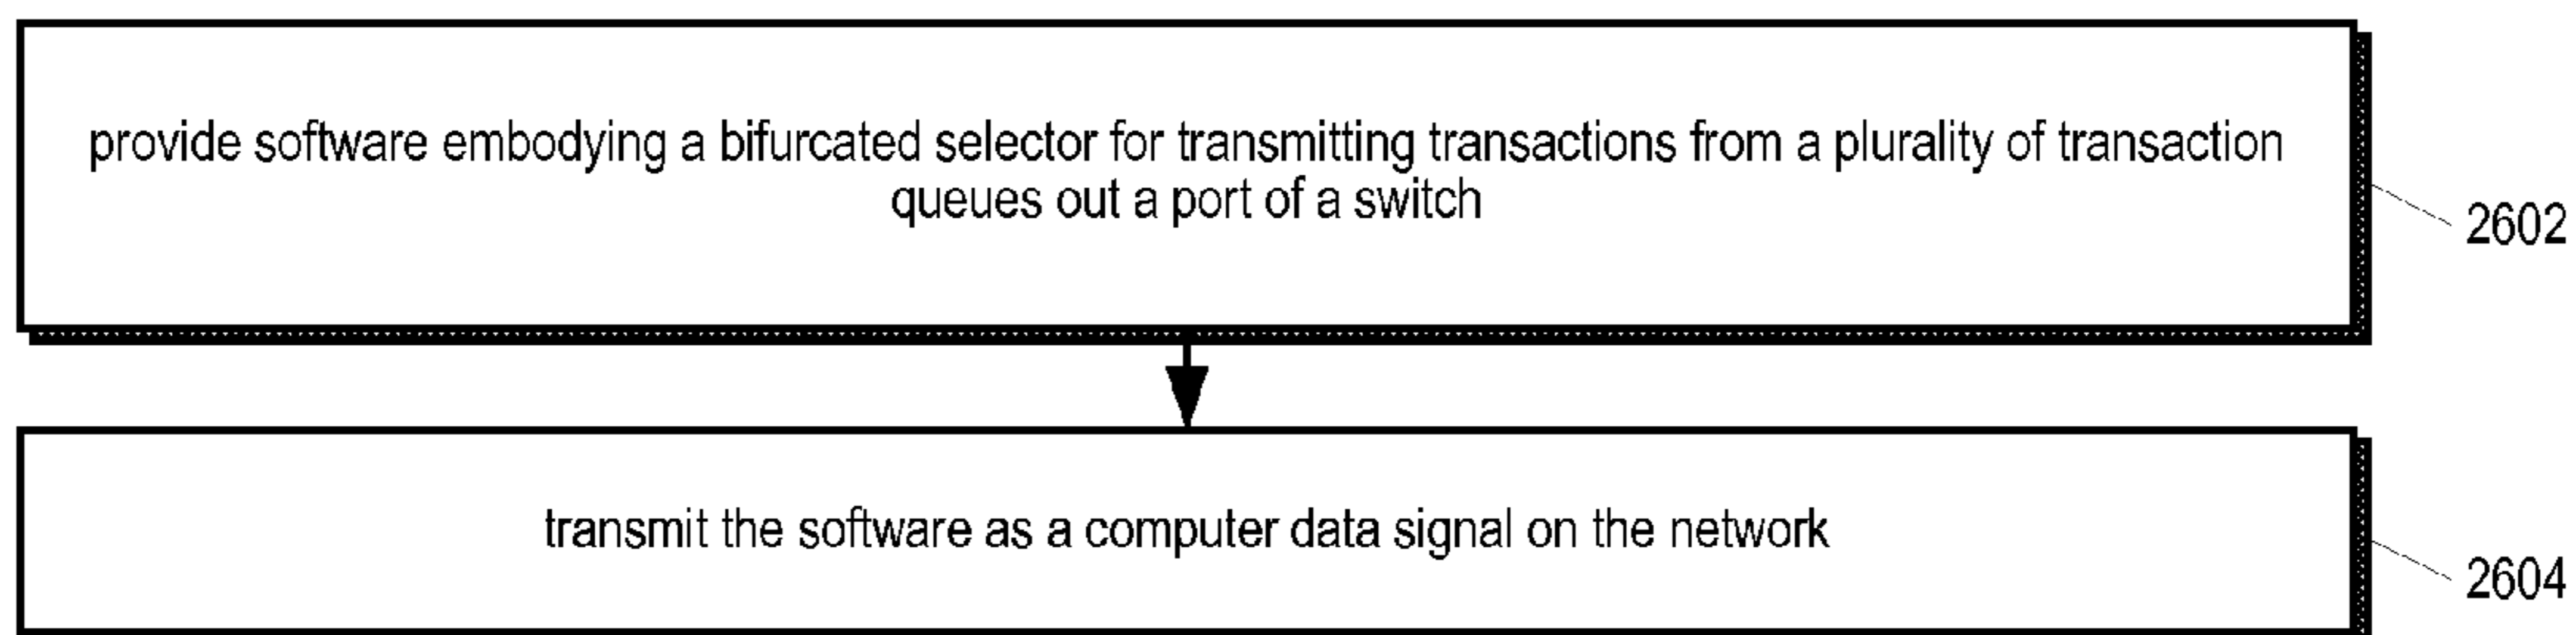 provide software embodying a bifurcated selector for transmitting transactions from a plurality of transaction
queues out a port of a switch
2602
transmit the software as a computer data signal on the network
2604